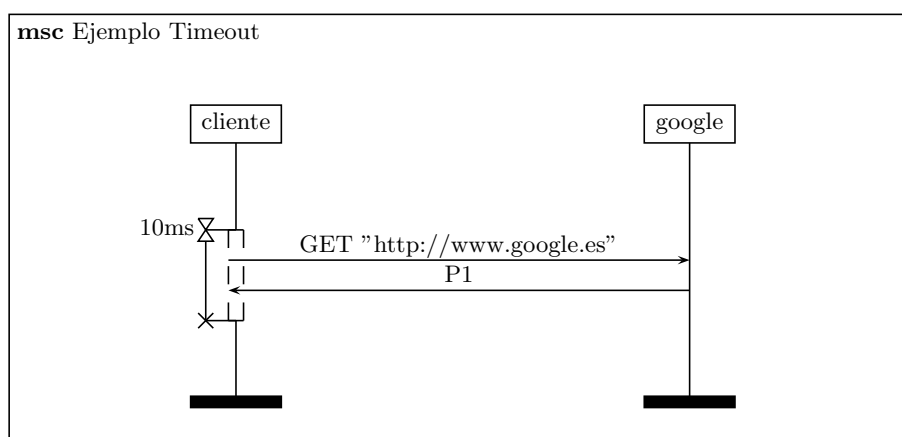 msc Ejemplo Timeout
cliente
google
10ms
GET ”http://www.google.es”
P1